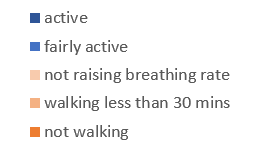 active
fairly active
not raising breathing rate
walking less than 30 mins
not walking